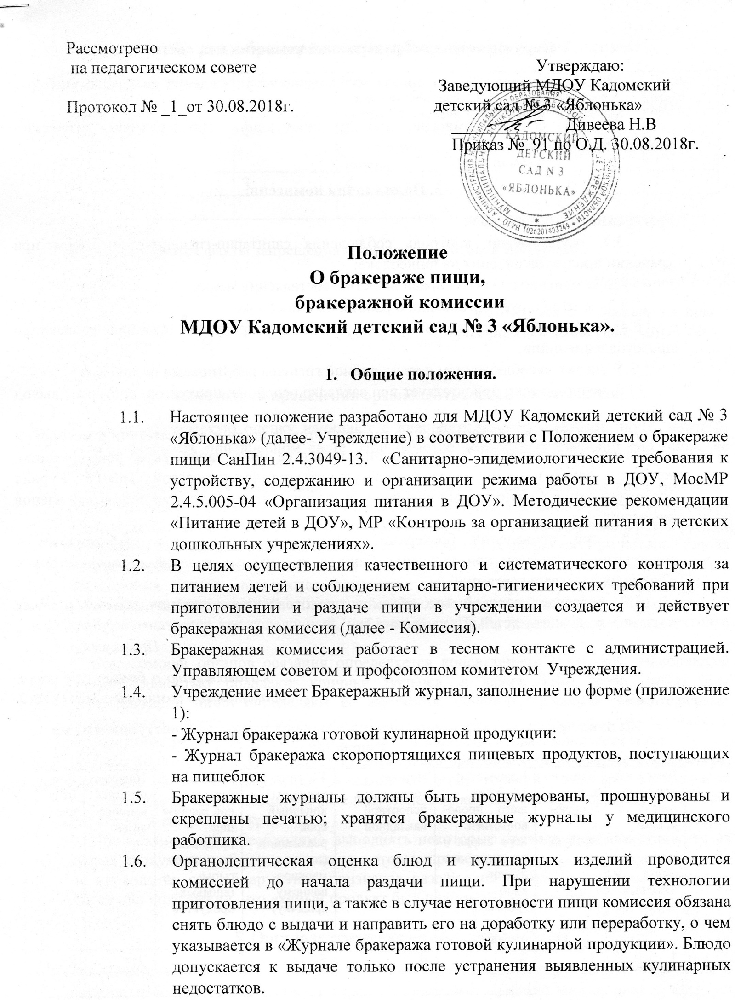 Рассмотрено
на педагогическом совете
Протокол № _1_от 30.08.2018г.
Утверждаю:
Заведующий МДОУ Кадомский
детский сад № 3 «Яблонька»
Дивеева Н.В
Приказ № 91 по О.Д. 30.08.2018г.
КАДОМСКИЙ
ДЕТСКИЙ
САД N 3
«ЯБЛОНЬКА»
Положение
О бракераже пищи,
бракеражной комиссии
МДОУ Кадомский детский сад № 3 «Яблонька».
1. Общие положения.
1.1. Настоящее положение разработано для МДОУ Кадомский детский сад № 3
«Яблонька» (далее- Учреждение) в соответствии с Положением о бракераже
пищи СанПин 2.4.3049-13. «Санитарно-эпидемиологические требования к
устройству, содержанию и организации режима работы в ДОУ, МосМР
2.4.5.005-04 «Организация питания в ДОУ». Методические рекомендации
«Питание детей в ДОУ», МР «Контроль за организацией питания в детских
дошкольных учреждениях».
1.2. В целях осуществления качественного и систематического контроля за
питанием детей и соблюдением санитарно-гигиенических требований при
приготовлении и раздаче пищи в учреждении создается и действует
бракеражная комиссия (далее - Комиссия).
1.3. Бракеражная комиссия работает в тесном контакте с администрацией.
Управляющем советом и профсоюзном комитетом Учреждения.
1.4. Учреждение имеет Бракеражный журнал, заполнение по форме (приложение
1):
- Журнал бракеража готовой кулинарной продукции:
- Журнал бракеража скоропортящихся пищевых продуктов, поступающих
на пищеблок
1.5. Бракеражные журналы должны быть пронумерованы, прошнурованы и
скреплены печатью; хранятся бракеражные журналы у медицинского
работника.
1.6. Органолептическая оценка блюд и кулинарных изделий проводится
комиссией до начала раздачи пищи. При нарушении технологии
приготовления пищи, а также в случае неготовности пищи комиссия обязана
снять блюдо с выдачи и направить его на доработку или переработку, о чем
указывается в «Журнале бракеража готовой кулинарной продукции». Блюдо
допускается к выдаче только после устранения выявленных кулинарных
недостатков.